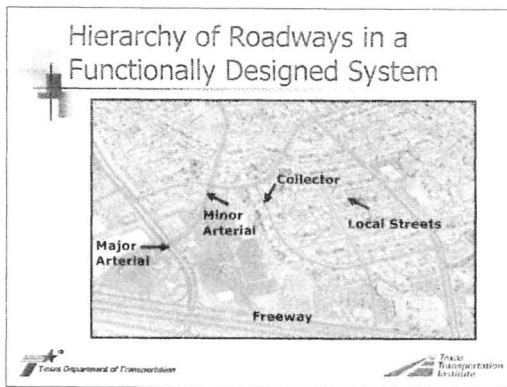 Hierarchy of Roadways in a
Functionally Designed System
Collector
Minor
Arterial
Local Streets
Major
Arterial
Freeway
Texas Department of Transportation
Texas
Transportation
Institute